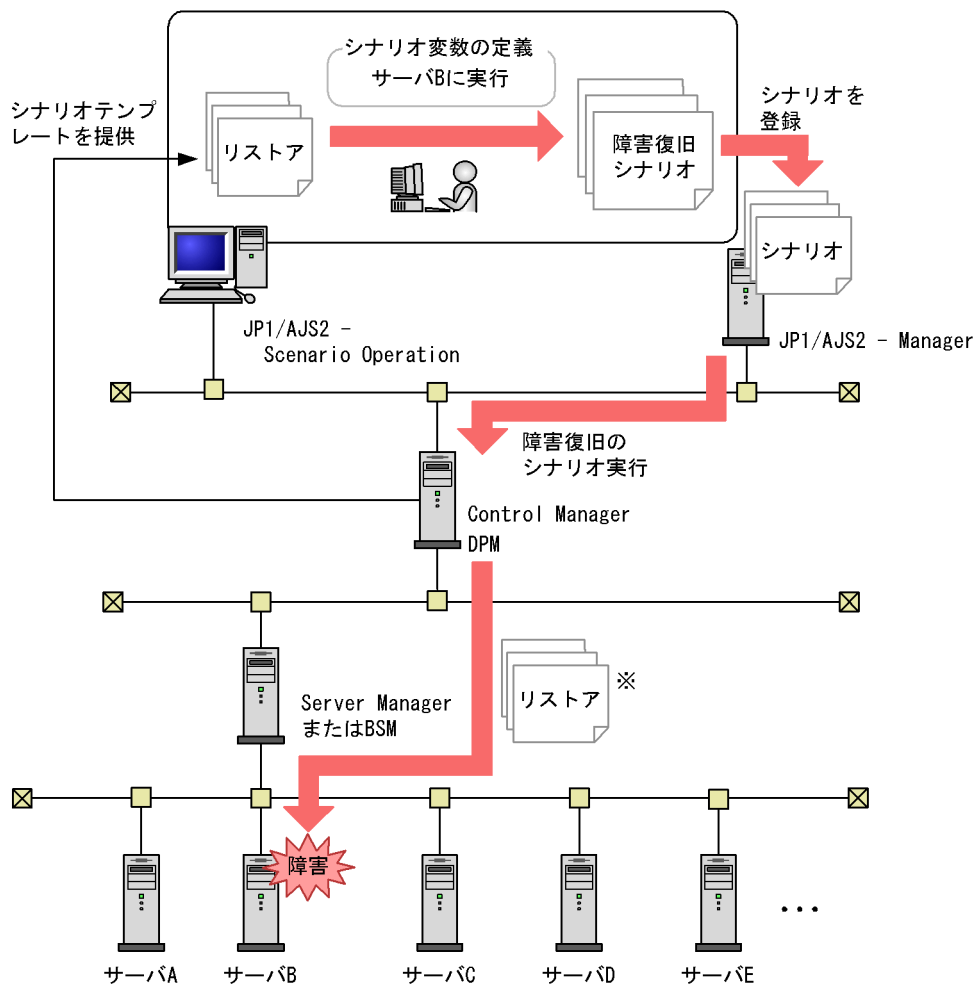 シナリオ変数の定義
サーバBに実行
シナリオテンプ
レートを提供
リストア
障害復旧
シナリオ
シナリオを
登録
シナリオ
JP1/AJS2 -
Scenario Operation
JP1/AJS2 - Manager
障害復旧の
シナリオ実行
Control Manager
DPM
Server Manager
またはBSM
リストア
※
障害
サーバA
サーバB
サーバC
サーバD
サーバE
...